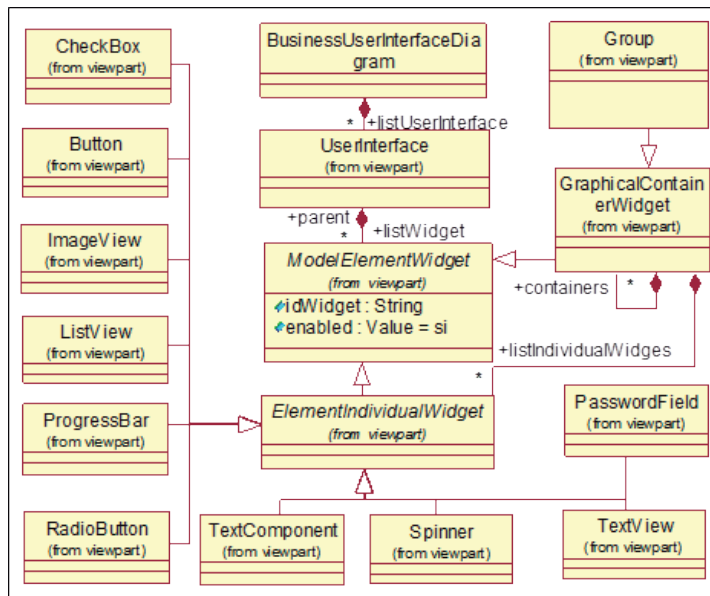 CheckBox
(from viewpart)
Button
(from viewpart)
ImageView
(from viewpart)
ListView
(from viewpart)
ProgressBar
(from viewpart)
RadioButton
(from viewpart)
BusinessUserInterfaceDia
gram
(from viewpart)
* +listUserInterface
UserInterface
(from viewpart)
+parent
* +listWidget
ModelElementWidget
(from viewpart)
idWidget : String
enabled : Value = si
ElementIndividualWidget
(from viewpart)
TextComponent
(from viewpart)
Spinner
(from viewpart)
Group
(from viewpart)
GraphicalContain
erWidget
(from viewpart)
+containers *
+listIndividualWidges
*
PasswordField
(from viewpart)
TextView
(from viewpart)